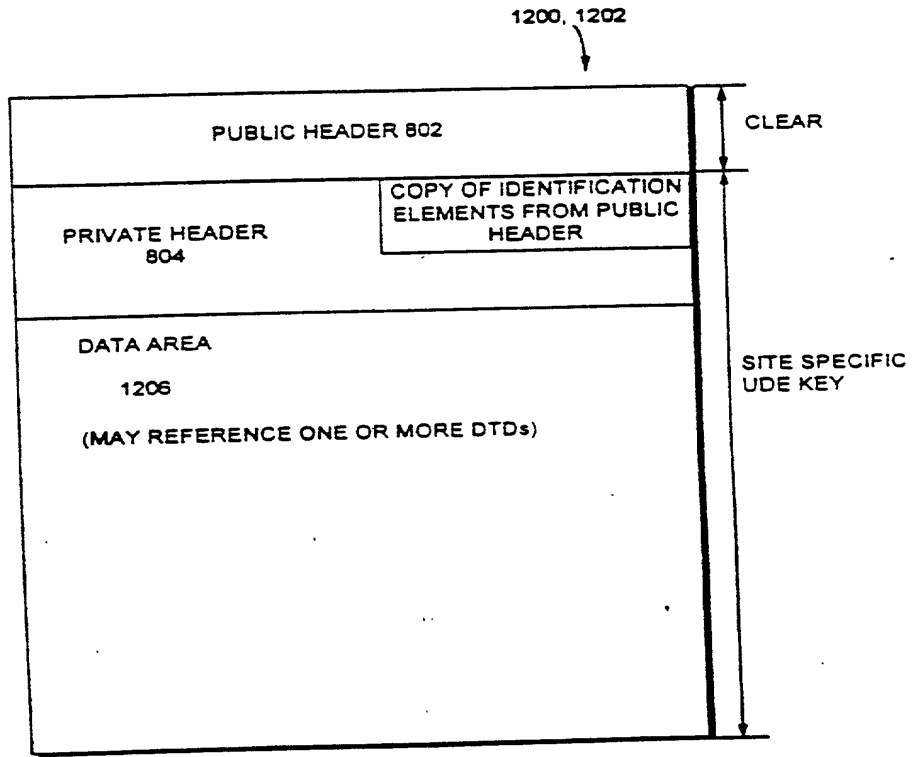 1200, 1202
PUBLIC HEADER 802
CLEAR
COPY OF IDENTIFICATION
ELEMENTS FROM PUBLIC
HEADER
PRIVATE HEADER
804
DATA AREA
1206
(MAY REFERENCE ONE OR MORE DTDs)
SITE SPECIFIC
UDE KEY